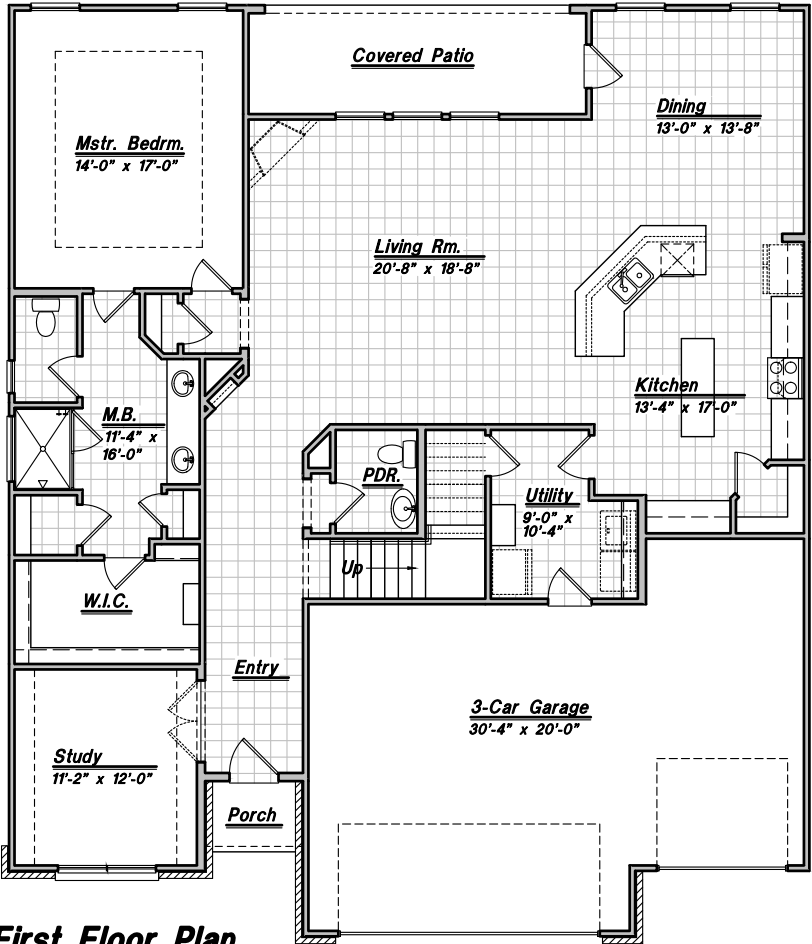 Covered Patio
Dining
13'-0" x 13'-8"
Mstr. Bedrm.
14'-0" x 17'-0"
Living Rm.
20'-8" x 18'-8"
Kitchen
13'-4" x 17'-0"
M.B.
11'-4" x
16'-0"
PDR.
Utility
9'-0" x
10'-4"
Up
W.I.C.
Entry
3-Car Garage
30'-4" x 20'-0"
Study
11'-2" x 12'-0"
Porch
First Floor Plan